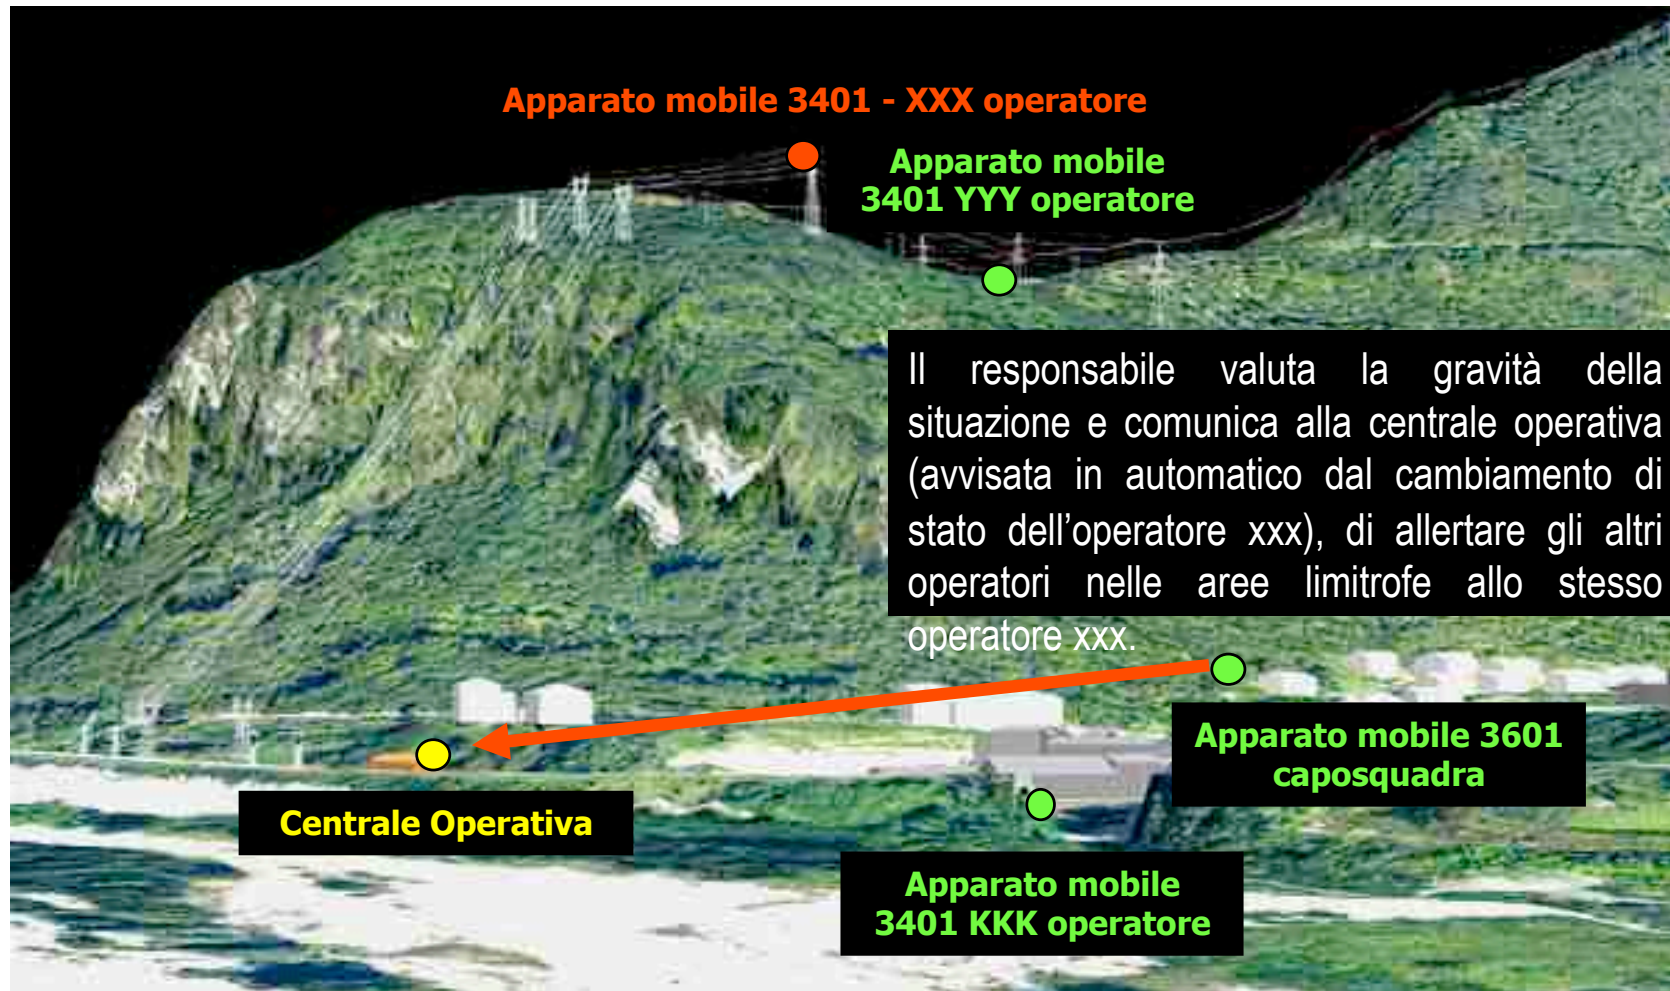 Apparato mobile 3401 - XXX operatore
Apparato mobile
3401 YYY operatore
Il responsabile valuta la gravità della
situazione e comunica alla centrale operativa
(avvisata in automatico dal cambiamento di
stato dell’operatore xxx), di allertare gli altri
operatori nelle aree limitrofe allo stesso
operatore xxx.
Apparato mobile 3601
caposquadra
Centrale Operativa
Apparato mobile
3401 KKK operatore